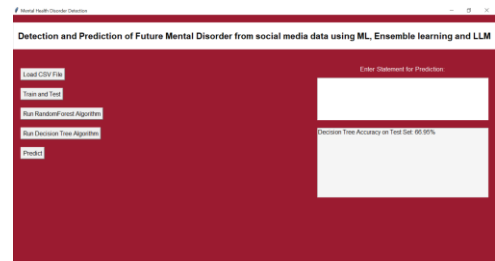 Mental Health Disorder Detection
Detection and Prediction of Future Mental Disorder from social media data using ML, Ensemble learning and LLM
Load CSV File
Enter Statement for Prediction:
Train and Test
Run RandomForest Algorithm
Run Decision Tree Algorithm
Decision Tree Accuracy on Test Set: 66.95%
Predict